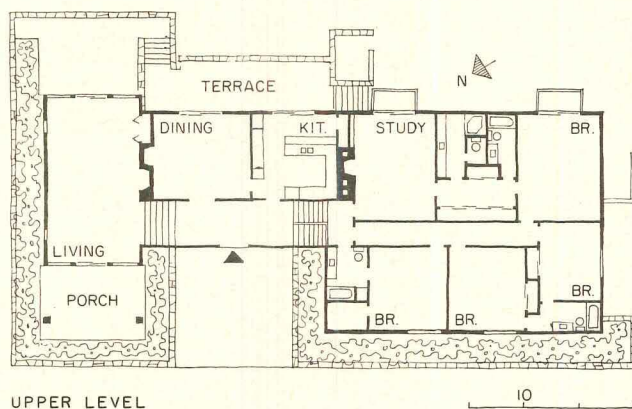 TERRACE
N
DINING
KIT.
STUDY
BR.
LIVING
PORCH
BR.
BR.
BR.
UPPER LEVEL
10